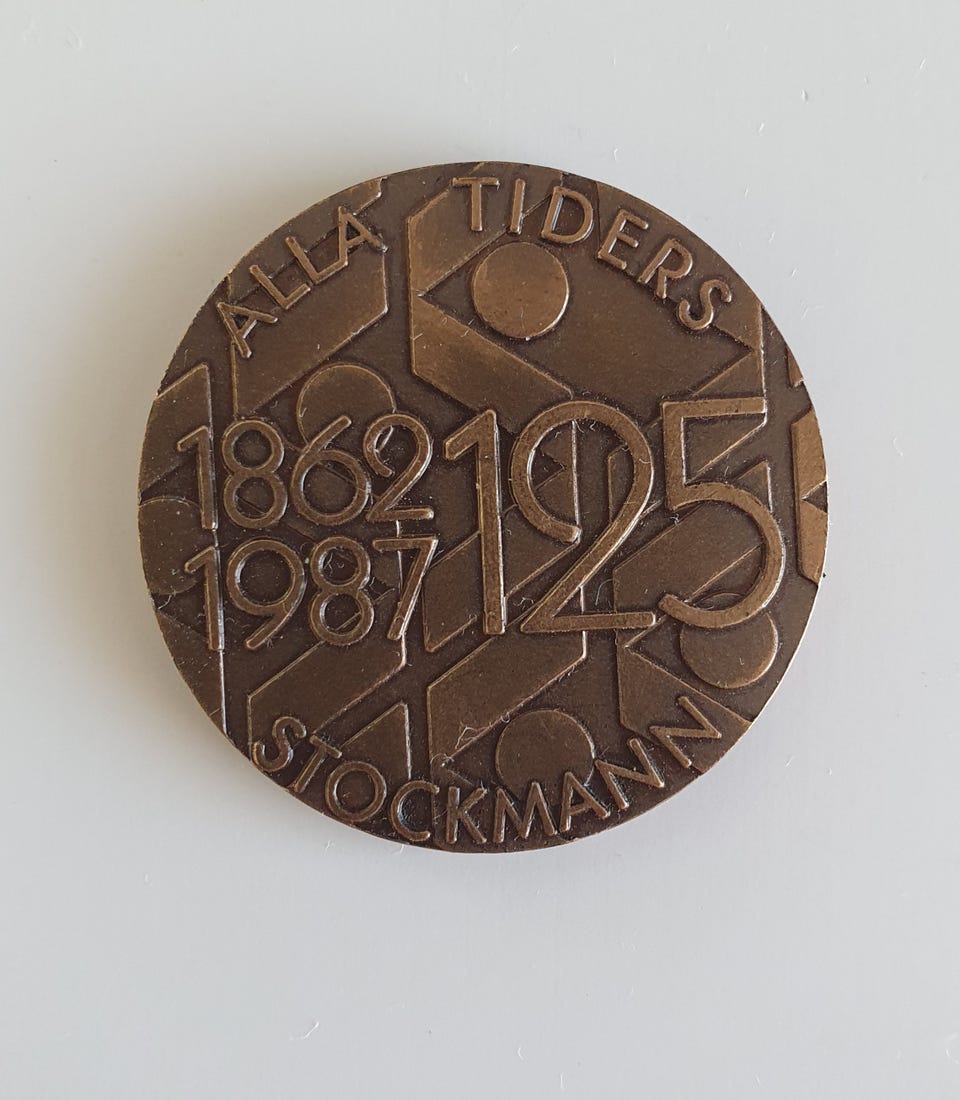 ALLA TIDERS
1862
1987
125
STOCKMANN